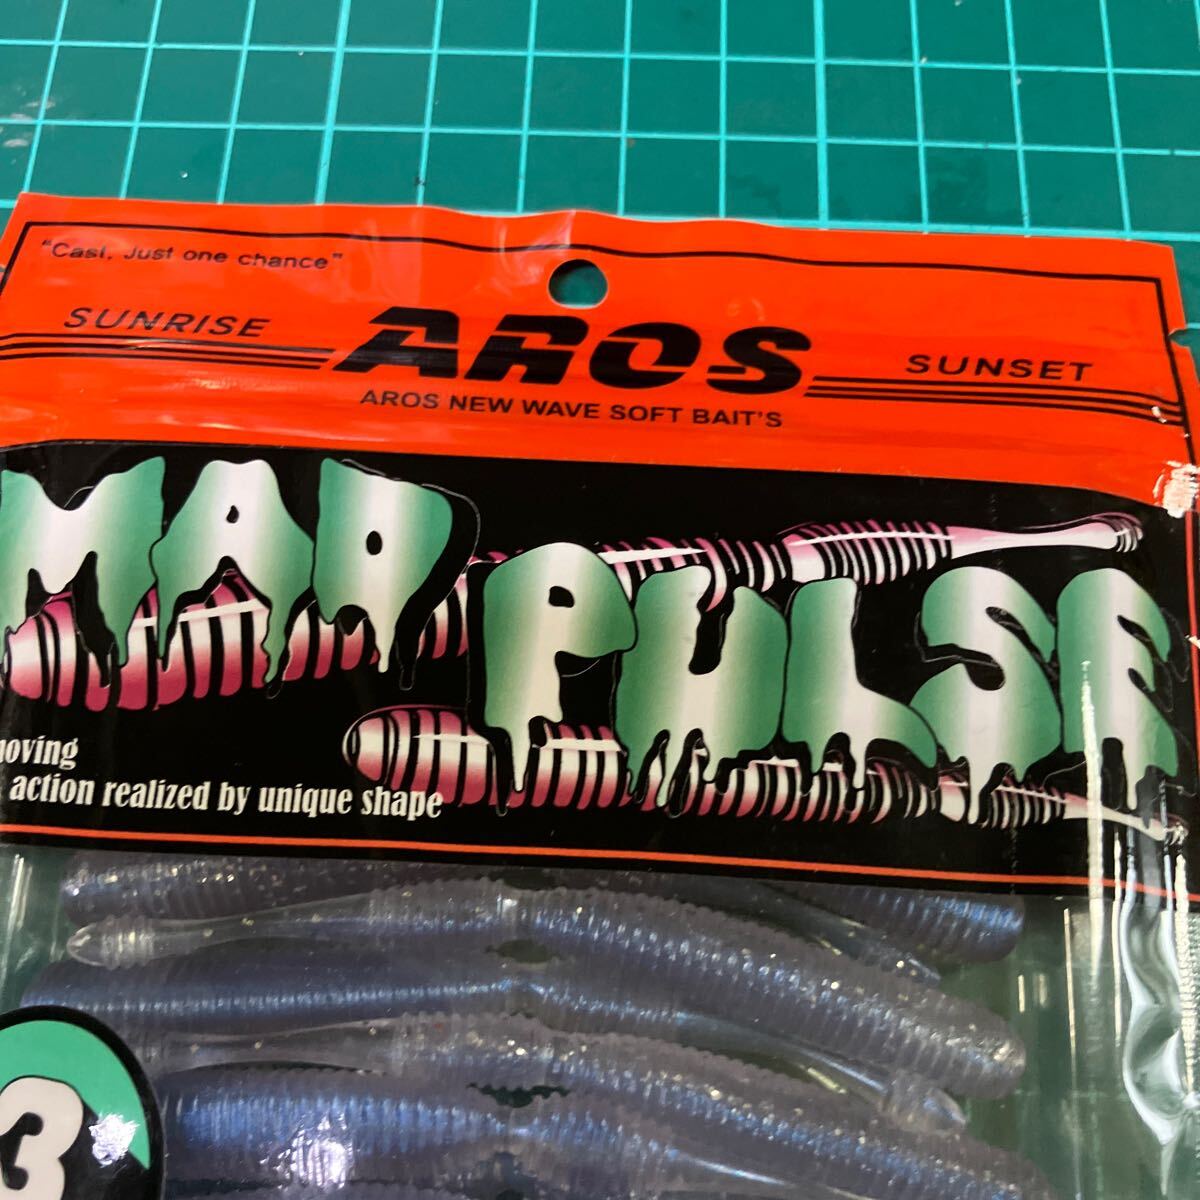 "Cast, Just one chance"
SUNRISE
AROS
SUNSET
AROS NEW WAVE SOFT BAIT'S
MAD PULSE
action realized by unique shape
3